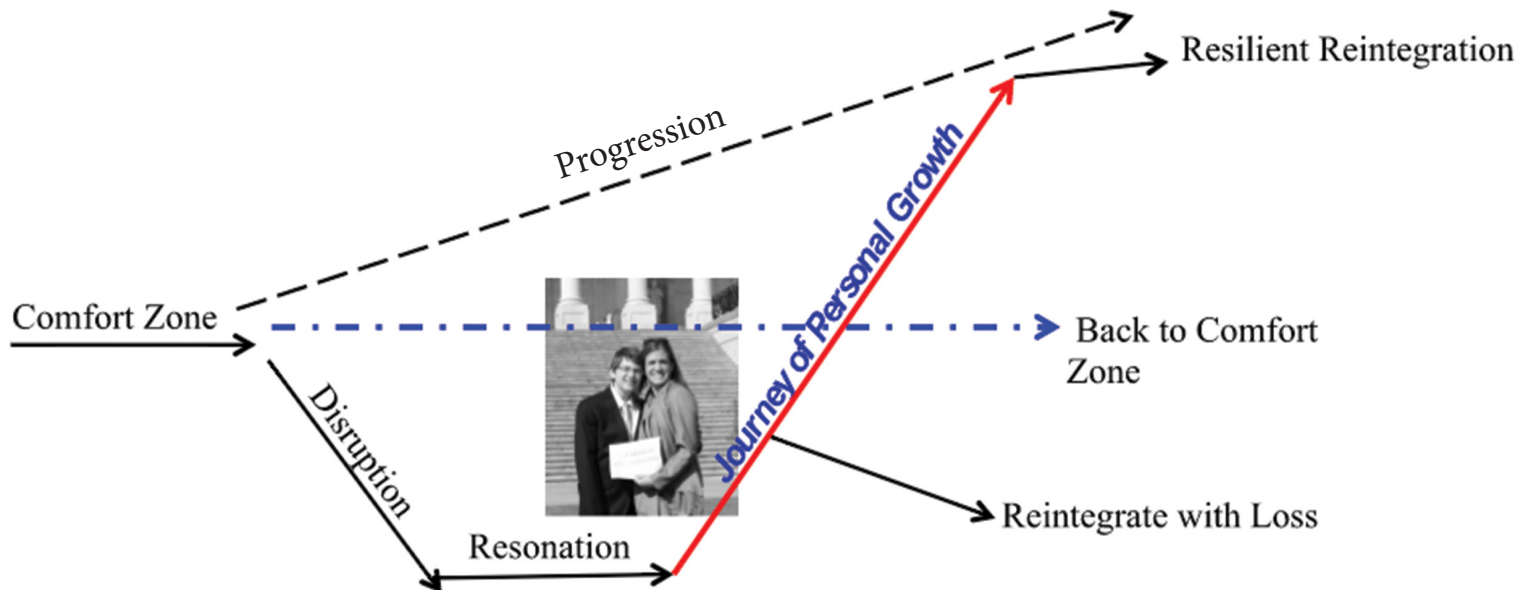 Resilient Reintegration
Progression
Comfort Zone
Journey of Personal Growth
Back to Comfort
Zone
Disruption
Reintegrate with Loss
Resonation